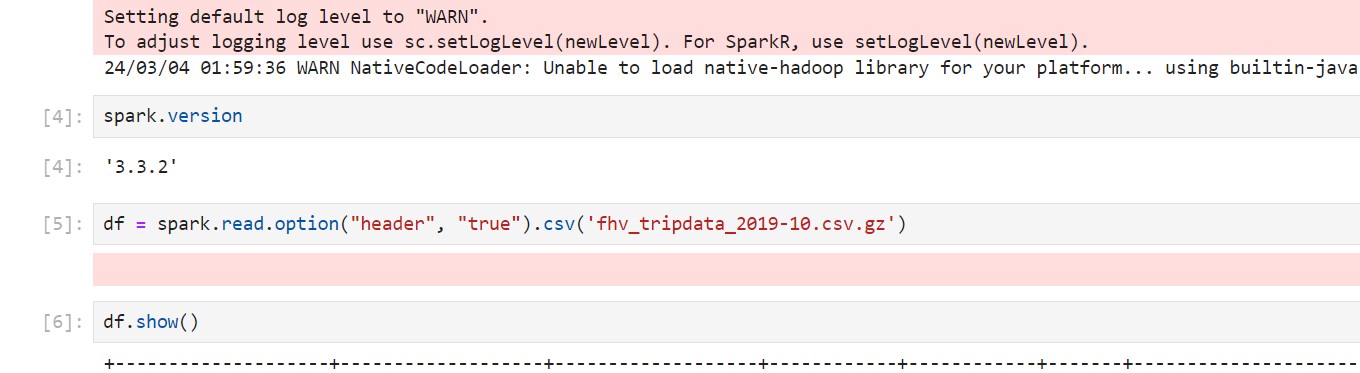 Setting default log level to "WARN".
To adjust logging level use sc.setLogLevel(newLevel). For SparkR, use setLogLevel(newLevel).
24/03/04 01:59:36 WARN NativeCodeLoader: Unable to load native-hadoop library for your platform... using builtin-java
[4]: spark.version
[4]: '3.3.2'
[5]: df = spark.read.option("header", "true").csv('fhv_tripdata_2019-10.csv.gz')
[6]: df.show()
+-------------------+-------------------+-------------------+------------+------------+-------+--------------------